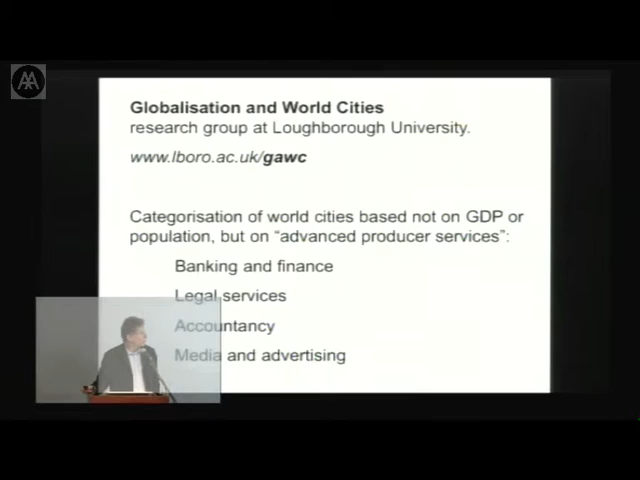 AA
Globalisation and World Cities
research group at Loughborough University.
www.lboro.ac.uk/gawc
Categorisation of world cities based not on GDP or
population, but on “advanced producer services”:
Banking and finance
Legal services
Accountancy
Media and advertising